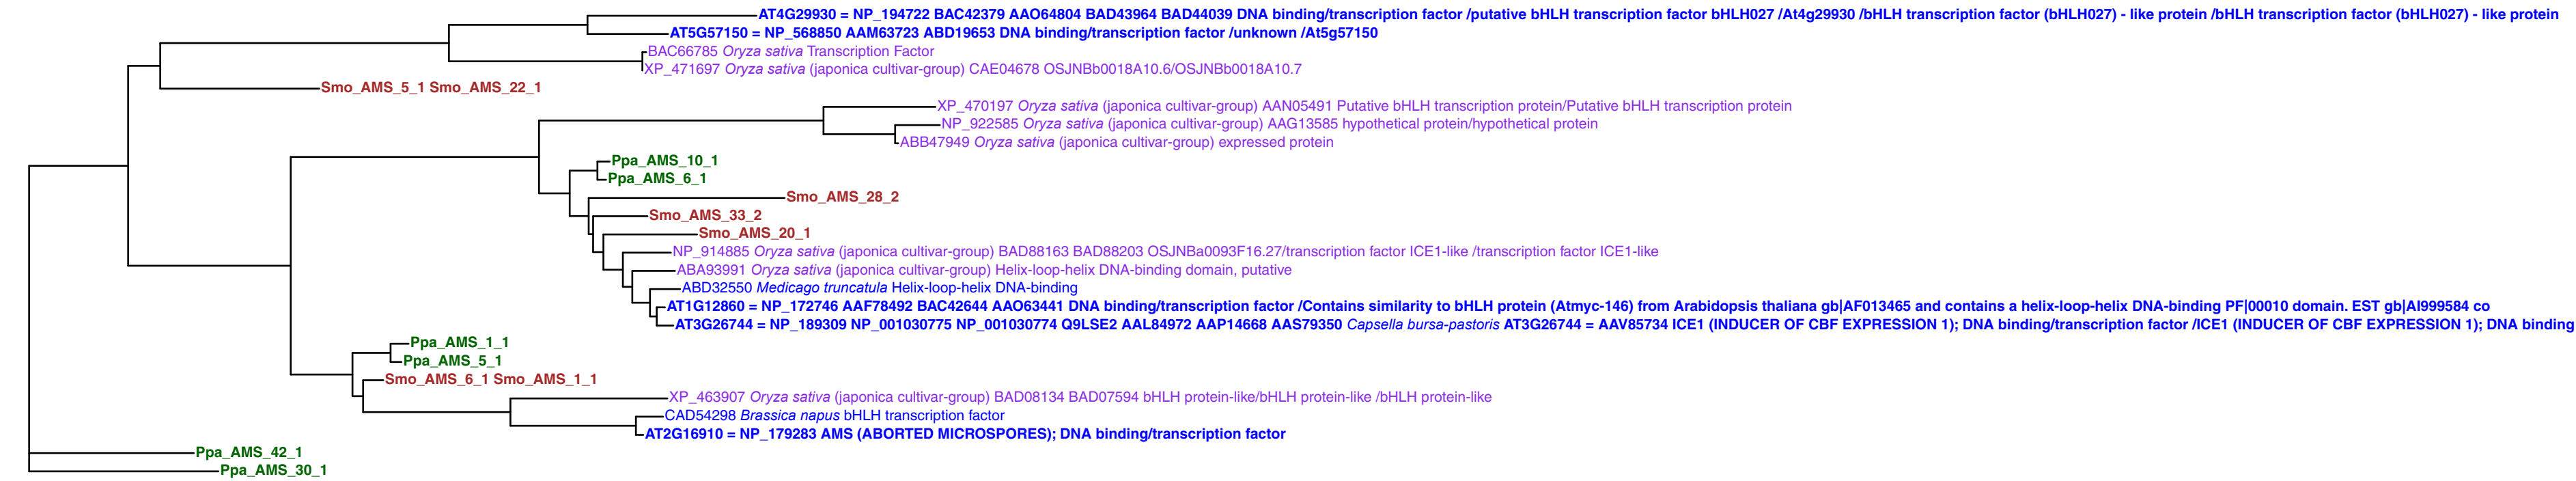 AT4G29930 = NP_194722 BAC42379 AAO64804 BAD43964 BAD44039 DNA binding/transcription factor /putative bHLH transcription factor bHLH027 /At4g29930 /bHLH transcription factor (bHLH027) - like protein /bHLH transcription factor (bHLH027) - like protein
AT5G57150 = NP_568850 AAM63723 ABD19653 DNA binding/transcription factor /unknown /At5g57150
BAC66785 Oryza sativa Transcription Factor
XP_471697 Oryza sativa (japonica cultivar-group) CAE04678 OSJNBb0018A10.6/OSJNBb0018A10.7
Smo_AMS_5_1 Smo_AMS_22_1
XP_470197 Oryza sativa (japonica cultivar-group) AAN05491 Putative bHLH transcription protein/Putative bHLH transcription protein
NP_922585 Oryza sativa (japonica cultivar-group) AAG13585 hypothetical protein/hypothetical protein
ABB47949 Oryza sativa (japonica cultivar-group) expressed protein
Ppa_AMS_10_1
Ppa_AMS_6_1
Smo_AMS_28_2
Smo_AMS_33_2
Smo_AMS_20_1
NP_914885 Oryza sativa (japonica cultivar-group) BAD88163 BAD88203 OSJNBa0093F16.27/transcription factor ICE1-like /transcription factor ICE1-like
ABA93991 Oryza sativa (japonica cultivar-group) Helix-loop-helix DNA-binding domain, putative
ABD32550 Medicago truncatula Helix-loop-helix DNA-binding
AT1G12860 = NP_172746 AAF78492 BAC42644 AAO63441 DNA binding/transcription factor /Contains similarity to bHLH protein (Atmyc-146) from Arabidopsis thaliana gb|AF013465 and contains a helix-loop-helix DNA-binding PF|00010 domain. EST gb|AI999584 co
AT3G26744 = NP_189309 NP_001030775 NP_001030774 Q9LSE2 AAL84972 AAP14668 AAS79350 Capsella bursa-pastoris AT3G26744 = AAV85734 ICE1 (INDUCER OF CBF EXPRESSION 1); DNA binding/transcription factor /ICE1 (INDUCER OF CBF EXPRESSION 1); DNA binding
Ppa_AMS_1_1
Ppa_AMS_5_1
Smo_AMS_6_1 Smo_AMS_1_1
XP_463907 Oryza sativa (japonica cultivar-group) BAD08134 BAD07594 bHLH protein-like/bHLH protein-like /bHLH protein-like
CAD54298 Brassica napus bHLH transcription factor
AT2G16910 = NP_179283 AMS (ABORTED MICROSPORES); DNA binding/transcription factor
Ppa_AMS_42_1
Ppa_AMS_30_1